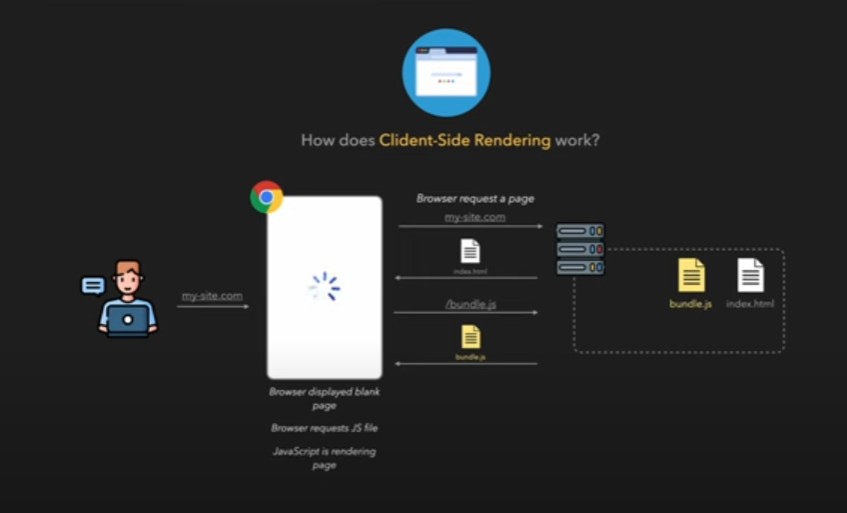 How does Clident-Side Rendering work?
Browser request a page
my-site.com
index.html
my-site.com
/bundle.js
bundle.js
bundle.js
index.html
Browser displayed blank
page
Browser requests JS file
JavaScript is rendering
page